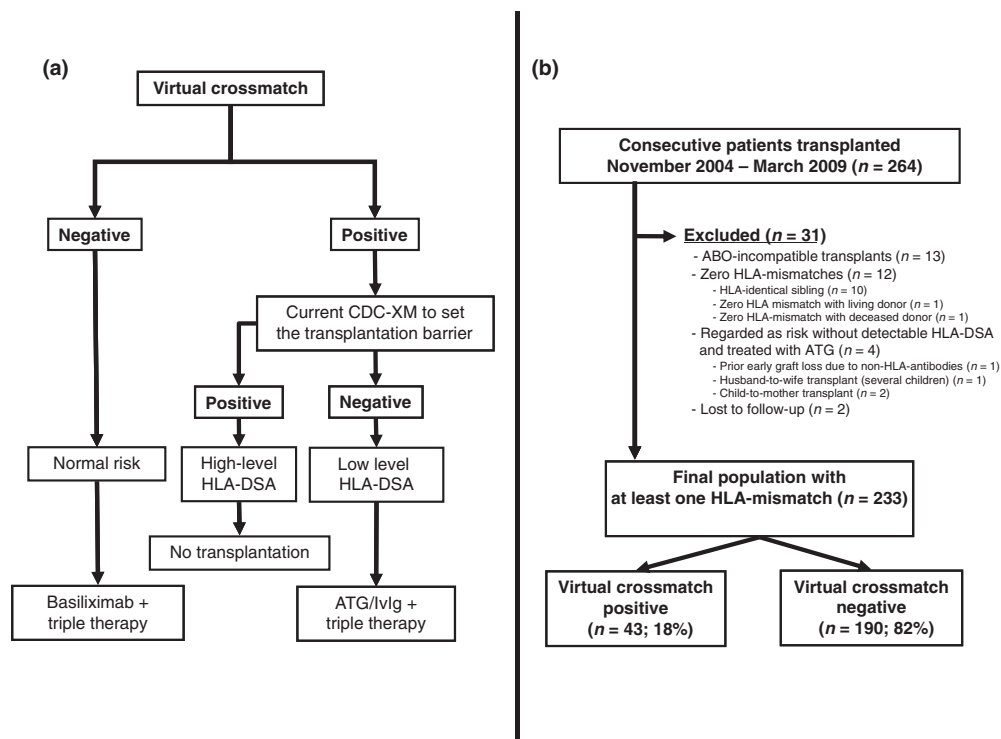 (a)
Virtual crossmatch
Negative
Positive
Current CDC-XM to set
the transplantation barrier
Positive
Negative
Normal risk
High-level
HLA-DSA
Low level
HLA-DSA
No transplantation
Basiliximab +
triple therapy
ATG/IvIg +
triple therapy
(b)
Consecutive patients transplanted
November 2004 – March 2009 (n = 264)
Excluded (n = 31)
- ABO-incompatible transplants (n = 13)
- Zero HLA-mismatches (n = 12)
- HLA-identical sibling (n = 10)
- Zero HLA mismatch with living donor (n = 1)
- Zero HLA-mismatch with deceased donor (n = 1)
- Regarded as risk without detectable HLA-DSA
and treated with ATG (n = 4)
- Prior early graft loss due to non-HLA-antibodies (n = 1)
- Husband-to-wife transplant (several children) (n = 1)
- Child-to-mother transplant (n = 2)
- Lost to follow-up (n = 2)
Final population with
at least one HLA-mismatch (n = 233)
Virtual crossmatch
positive
(n = 43; 18%)
Virtual crossmatch
negative
(n = 190; 82%)